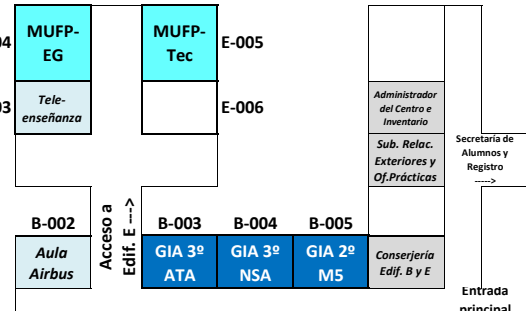 04
MUFP-
EG
MUFP-
Tec
E-005
03
Tele-
enseñanza
E-006
Administrador
del Centro e
Inventario
Sub. Relac.
Exteriores y
Of.Prácticas
Secretaría de
Alumnos y
Registro
----->
B-002
Acceso a
Edif. E --->
B-003
B-004
B-005
Aula
Airbus
GIA 3º
ATA
GIA 3º
NSA
GIA 2º
M5
Conserjería
Edif. B y E
Entrada
principal